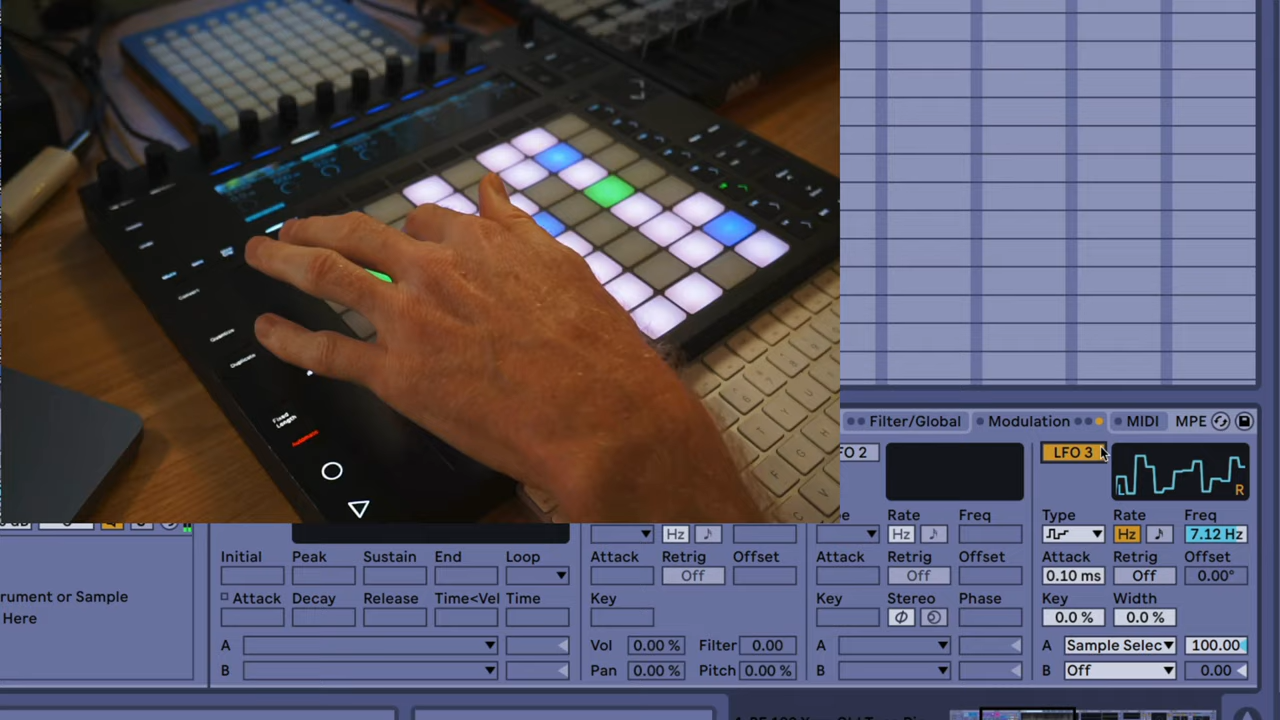 Duplicate
Fixed
Length
Filter/Global
Modulation
MIDI
MPE
FO 2
LFO 3
R
Type
Rate
Freq
Rate
Freq
Hz
Hz
Hz
7.12 Hz
Initial
Peak
Sustain
End
Loop
Attack
Retrig
Offset
Attack
Retrig
Offset
Attack
Retrig
Offset
Off
Off
0.10 ms
Off
0.00°
Attack
Decay
Release
Time<Vel
Time
Key
Key
Stereo
Phase
Key
Width
0.0 %
0.0 %
rument or Sample
Here
A
Vol
0.00 %
Filter
0.00
A
A
Sample Selec
100.00
B
Pan
0.00 %
Pitch
0.00 %
B
B
Off
0.00